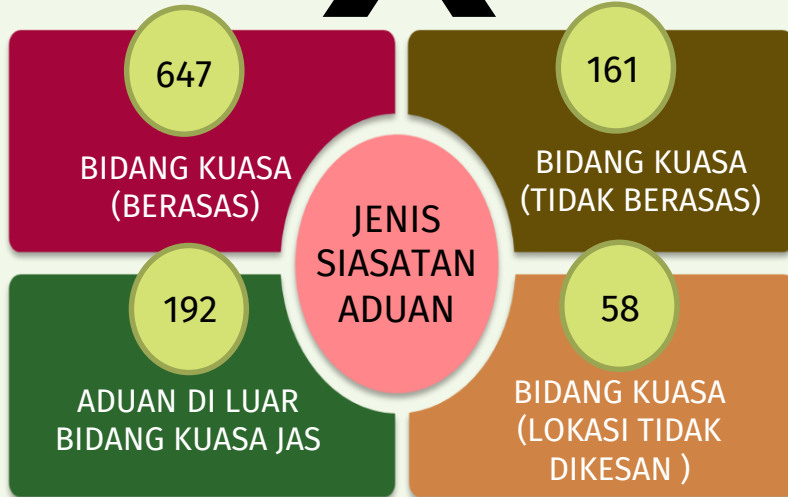 647
BIDANG KUASA
(BERASAS)
161
BIDANG KUASA
(TIDAK BERASAS)
JENIS
SIASATAN
ADUAN
192
ADUAN DI LUAR
BIDANG KUASA JAS
58
BIDANG KUASA
(LOKASI TIDAK
DIKESAN )